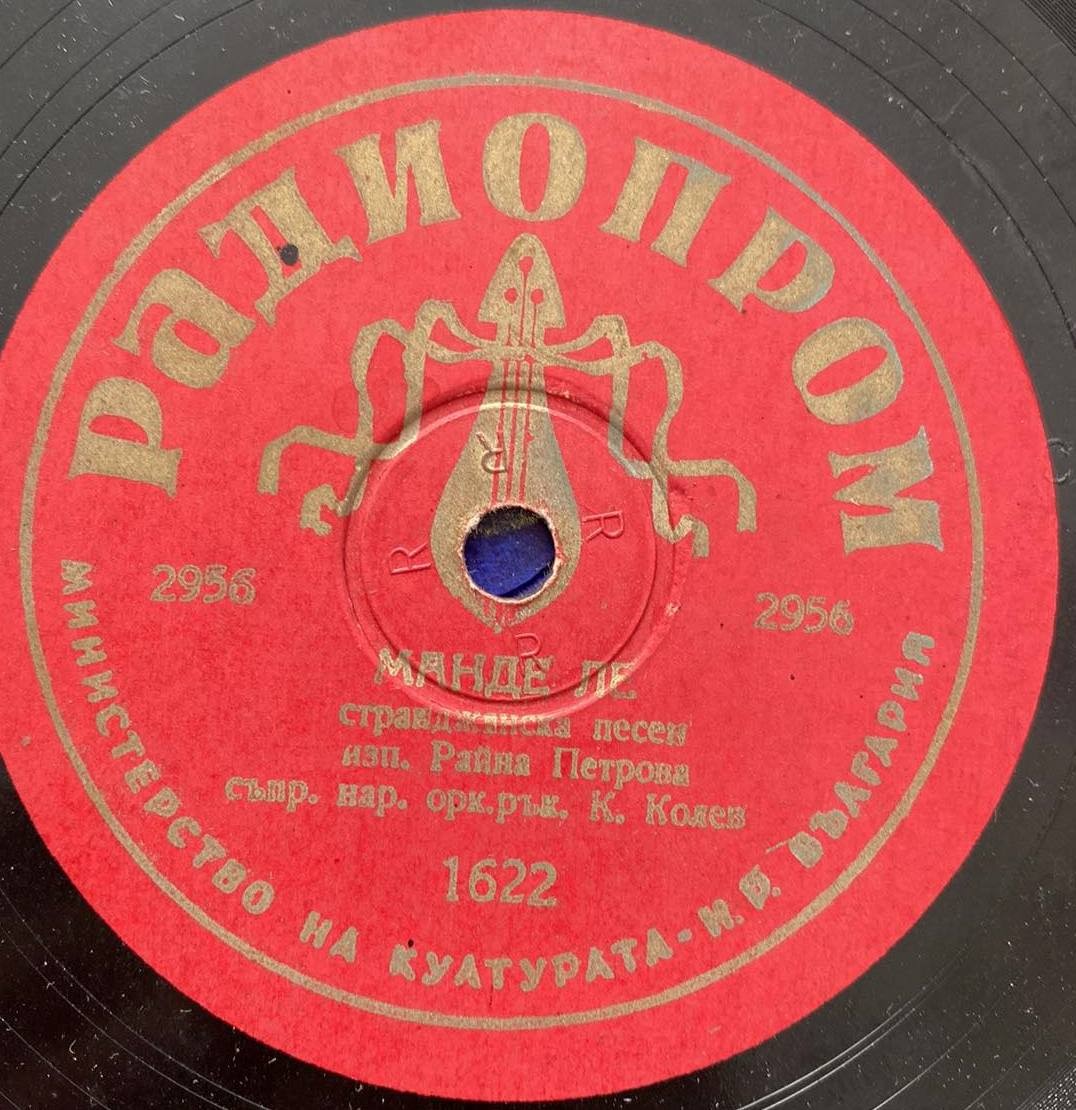 РАДИОПРОМ
2956
2956
МАНДЕ ЛЕ
странджанска песен
изп. Райна Петрова
съпр. нар. орк.рък. К. Колев
1622
МИНИСТЕРСТВО НА КУЛТУРАТА - Н.Р. БЪЛГАРИЯ
R
R
R
R